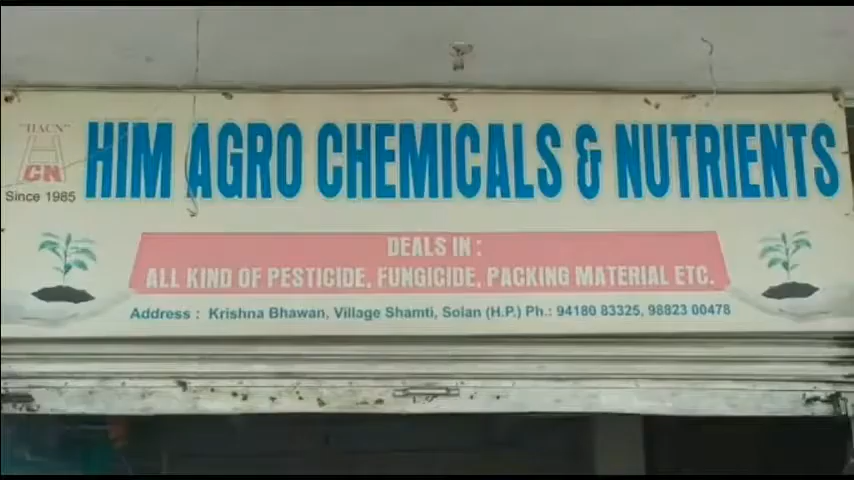 "HACN"
CN
Since 1985
HIM AGRO CHEMICALS & NUTRIENTS
DEALS IN :
ALL KIND OF PESTICIDE, FUNGICIDE, PACKING MATERIAL ETC.
Address : Krishna Bhawan, Village Shamti, Solan (H.P.) Ph.: 94180 83325, 98823 00478